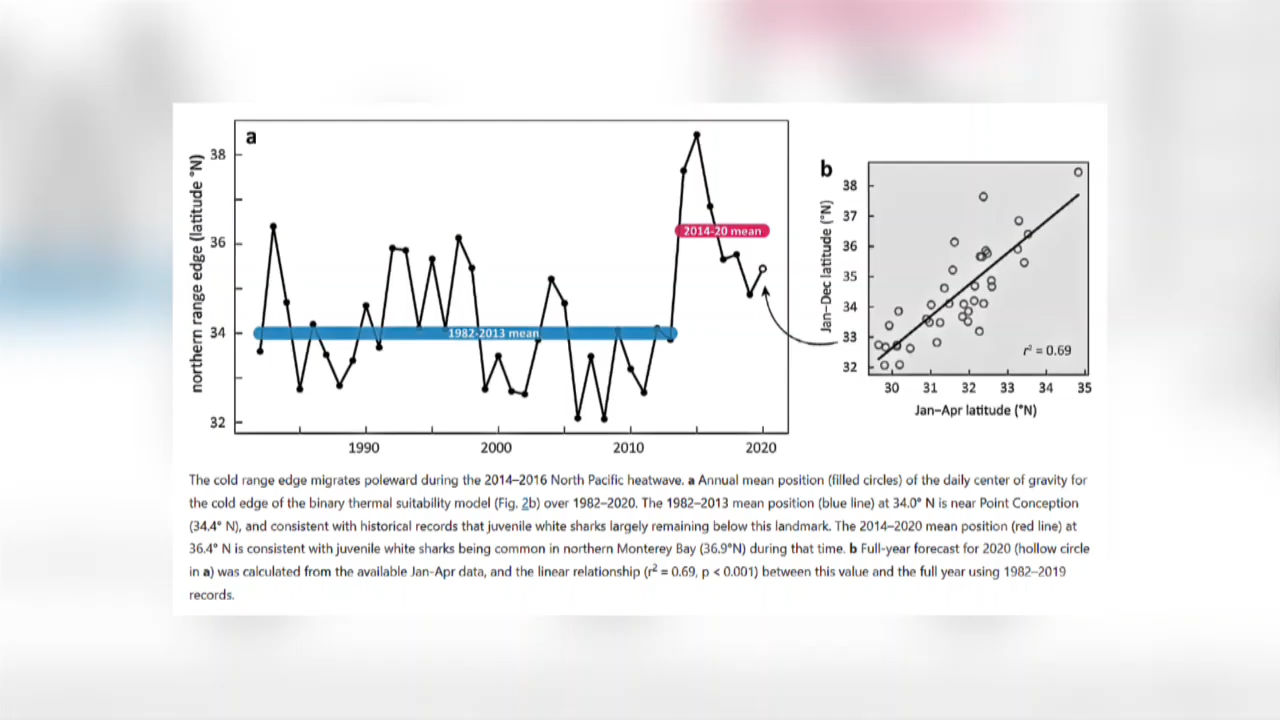 a
northern range edge (latitude °N)
38
36
34
32
2014-20 mean
1982-2013 mean
1990
2000
2010
2020
b
Jan–Dec latitude (°N)
38
37
36
35
34
33
32
r² = 0.69
30
31
32
33
34
35
Jan–Apr latitude (°N)
The cold range edge migrates poleward during the 2014–2016 North Pacific heatwave. a Annual mean position (filled circles) of the daily center of gravity for
the cold edge of the binary thermal suitability model (Fig. 2b) over 1982–2020. The 1982–2013 mean position (blue line) at 34.0° N is near Point Conception
(34.4° N), and consistent with historical records that juvenile white sharks largely remaining below this landmark. The 2014–2020 mean position (red line) at
36.4° N is consistent with juvenile white sharks being common in northern Monterey Bay (36.9°N) during that time. b Full-year forecast for 2020 (hollow circle
in a) was calculated from the available Jan-Apr data, and the linear relationship (r² = 0.69, p < 0.001) between this value and the full year using 1982–2019
records.